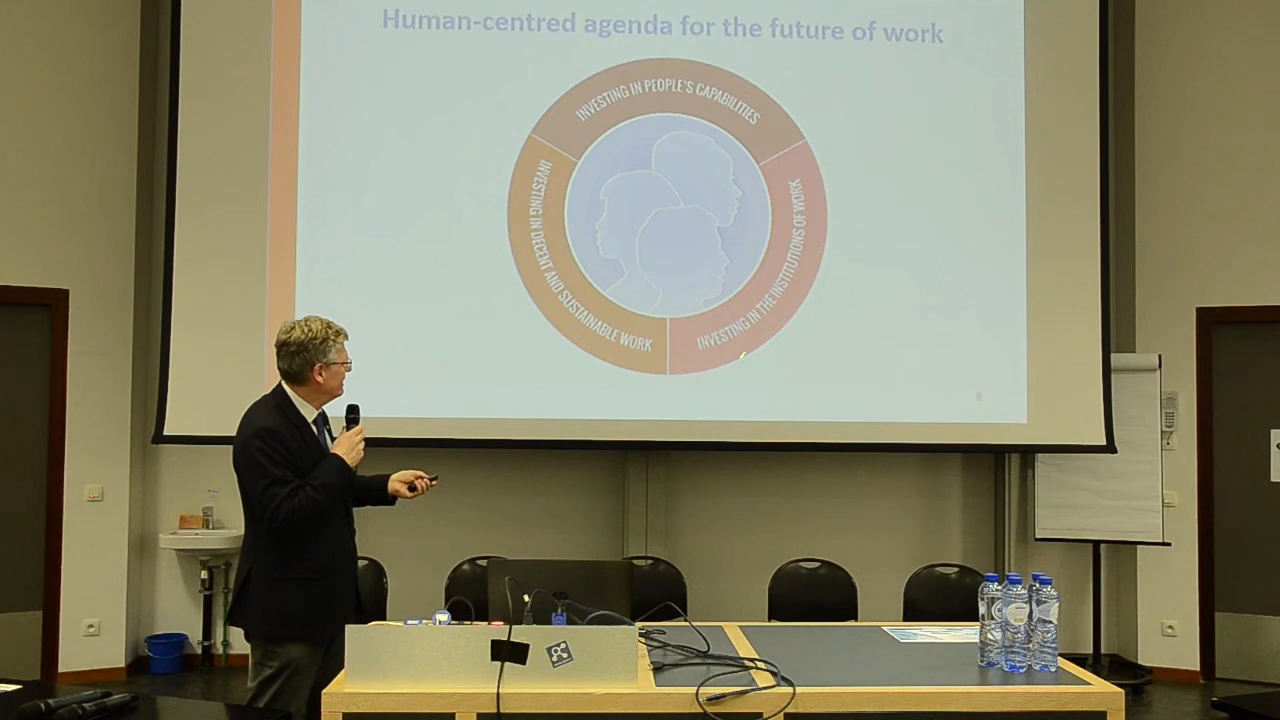 Human-centred agenda for the future of work
INVESTING IN PEOPLE'S CAPABILITIES
INVESTING IN DECENT AND SUSTAINABLE WORK
INVESTING IN THE INSTITUTIONS OF WORK
8